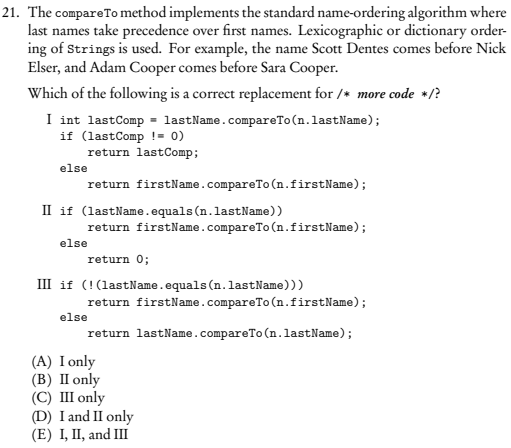 21. The compareTo method implements the standard name-ordering algorithm where
last names take precedence over first names. Lexicographic or dictionary order-
ing of Strings is used. For example, the name Scott Dentes comes before Nick
Elser, and Adam Cooper comes before Sara Cooper.
Which of the following is a correct replacement for /* more code */?
I int lastComp = lastName.compareTo(n.lastName);
if (lastComp != 0)
return lastComp;
else
return firstName.compareTo(n.firstName);
II if (lastName.equals(n.lastName))
return firstName.compareTo(n.firstName);
else
return 0;
III if (!(lastName.equals(n.lastName)))
return firstName.compareTo(n.firstName);
else
return lastName.compareTo(n.lastName);
(A) I only
(B) II only
(C) III only
(D) I and II only
(E) I, II, and III